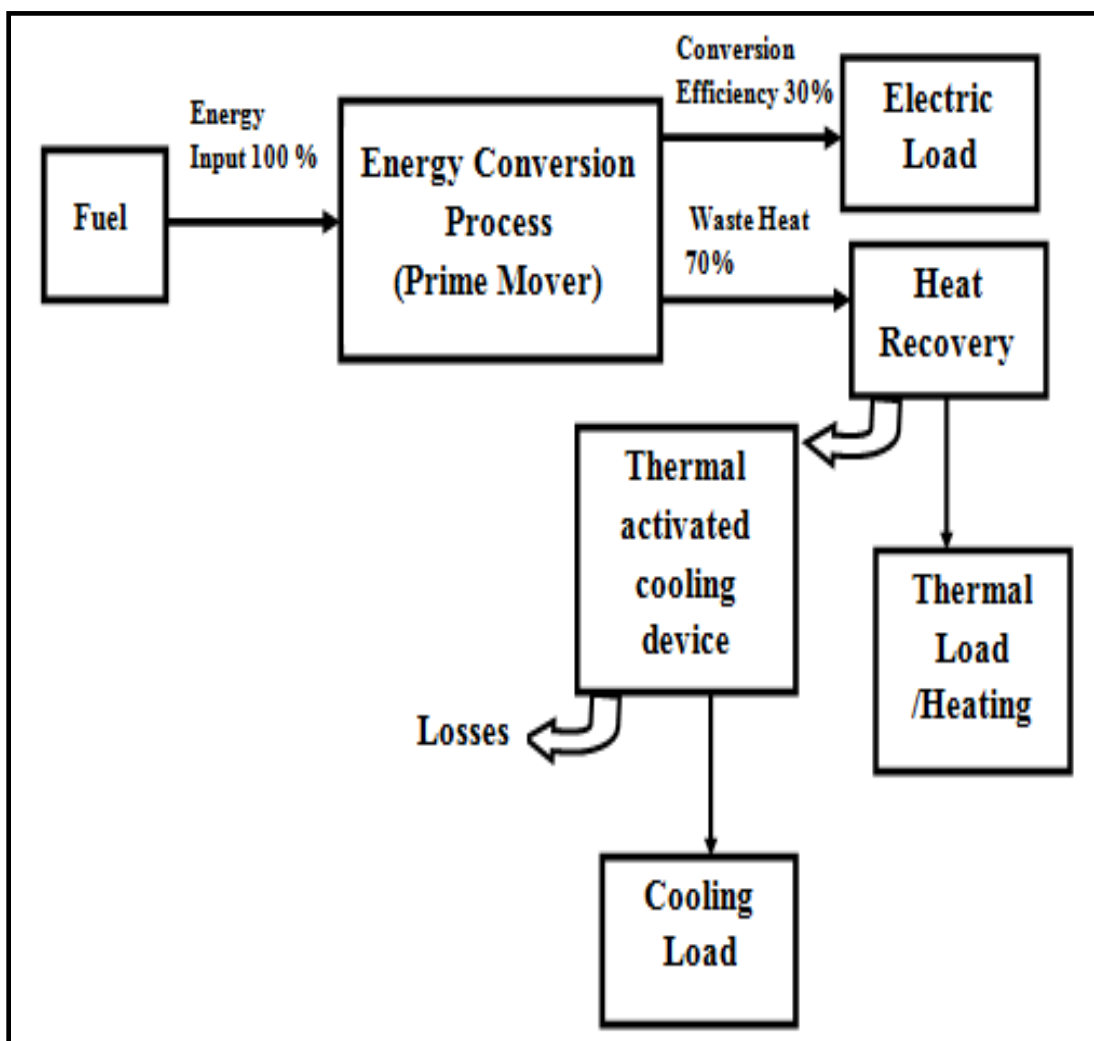 Conversion
Efficiency 30%
Electric
Load
Energy
Input 100 %
Energy Conversion
Process
(Prime Mover)
Fuel
Waste Heat
70%
Heat
Recovery
Thermal
activated
cooling
device
Thermal
Load
/Heating
Losses
Cooling
Load